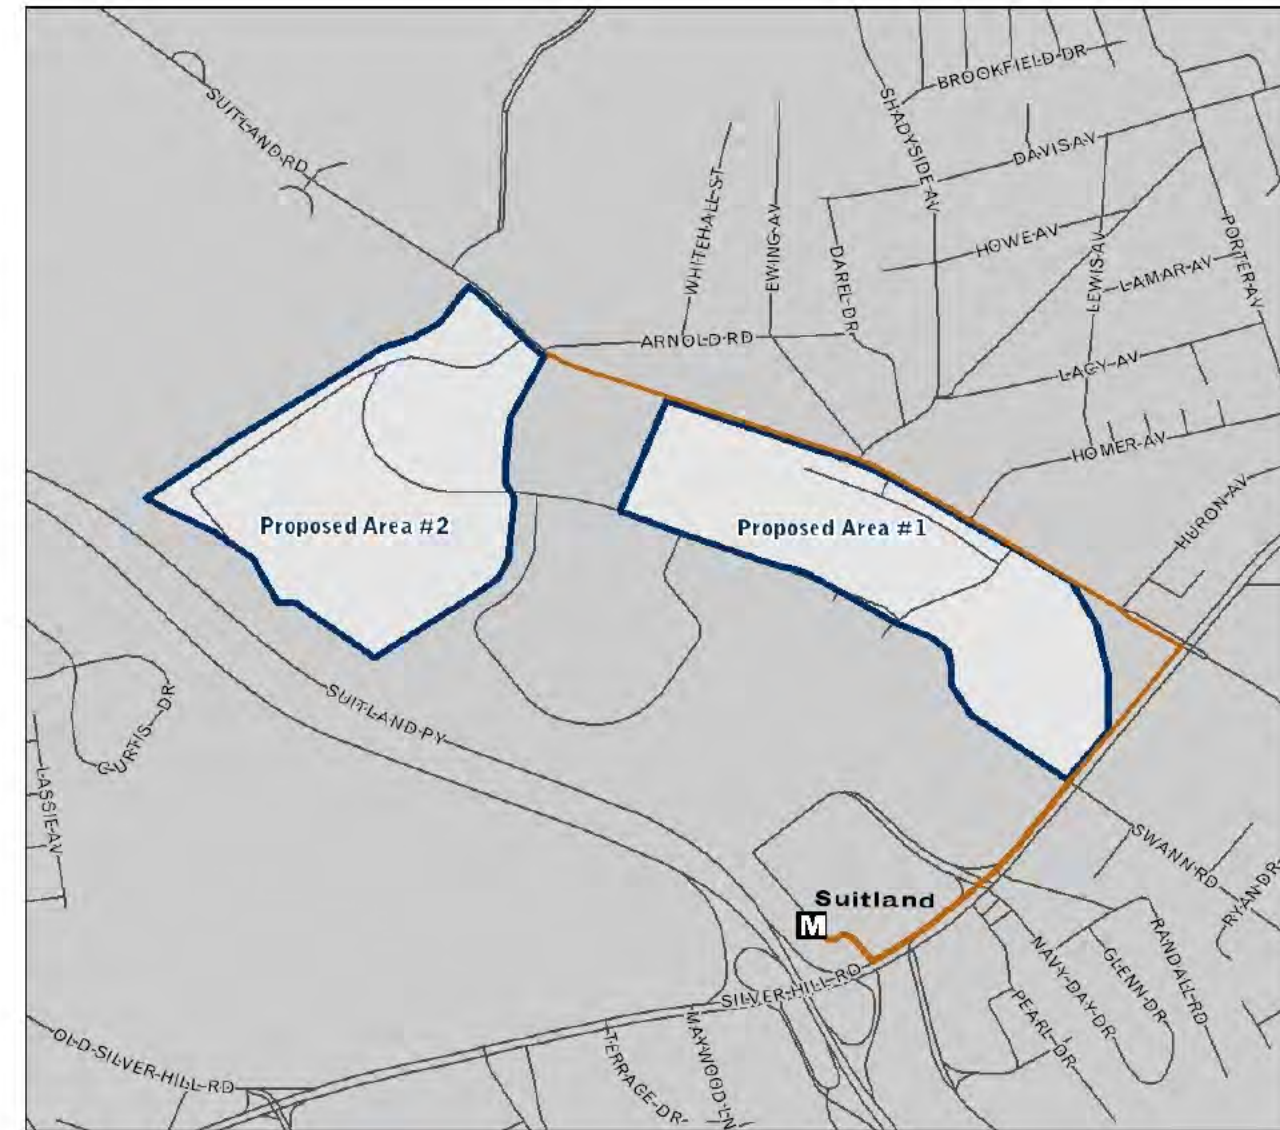 BROOKFIELD-DR
SUITLAND-RD
SHADYSIDE-AV
DAVIS-AV
WHITEHALL-ST
EWING-AV
DAREL-DR
HOWE-AV
LEWIS-AV
LAMAR-AV
PORTER-AV
ARNOLD-RD
LACY-AV
HOMER-AV
HURON-AV
Proposed Area #2
Proposed Area #1
SUITLAND-PY
CURTIS-DR
LASSIE-AV
SWANN-RD
RYAN-DR
Suitland
M
RANDALL-RD
GLENN-DR
NAVY-DAY-DR
PEARL-DR
SILVER-HILL-RD
MAYWOOD-LN
TERRACE-DR
OLD-SILVER-HILL-RD